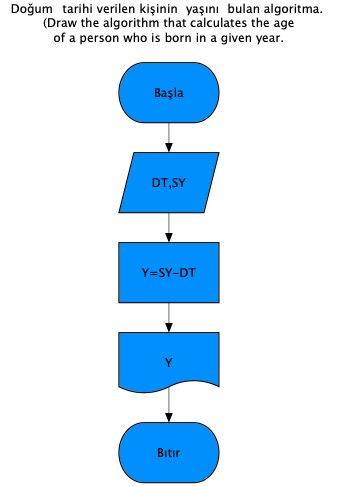 Doğum tarihi verilen kişinin yaşını bulan algoritma.
(Draw the algorithm that calculates the age
of a person who is born in a given year.
Başla
DT,SY
Y=SY-DT
Y
Bıtır